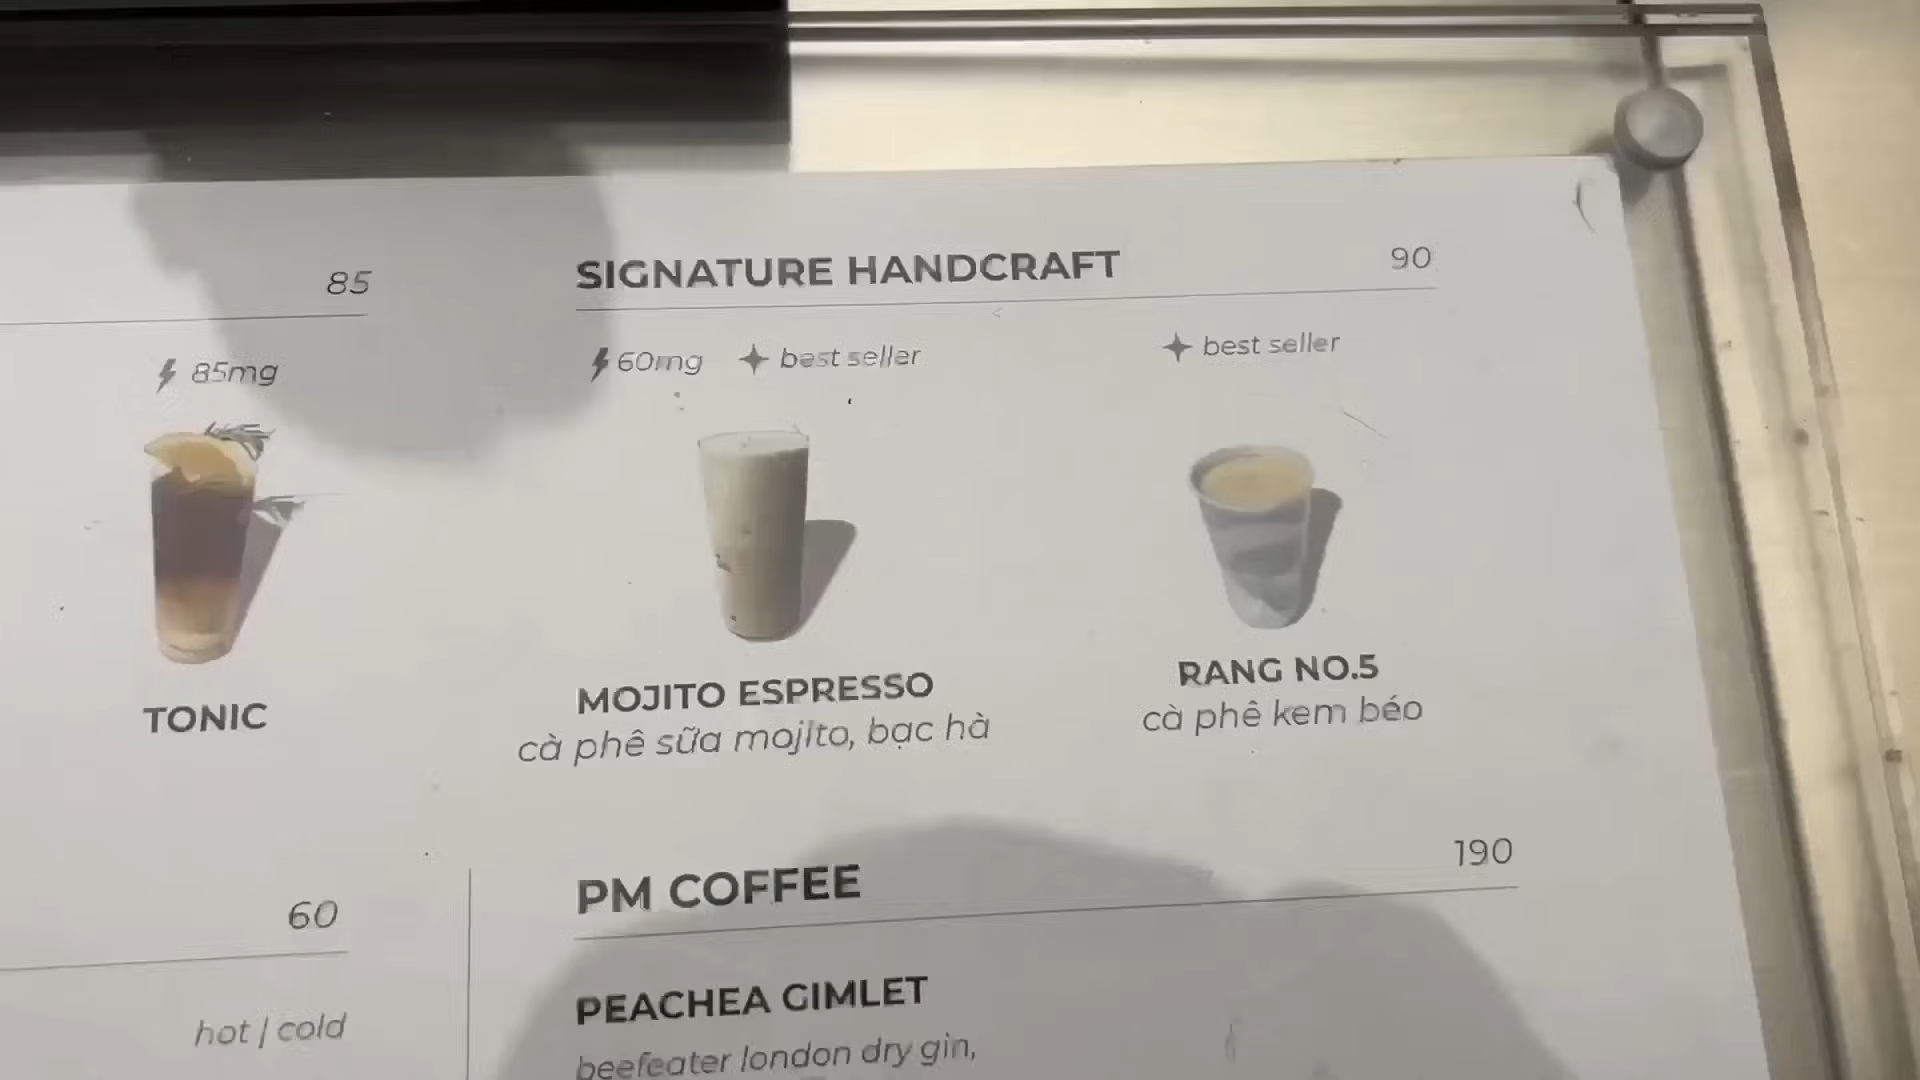 85
85mg
TONIC
60
hot / cold
SIGNATURE HANDCRAFT 90
60mg best seller
best seller
MOJITO ESPRESSO
cà phê sữa mojito, bạc hà
RANG NO.5
cà phê kem béo
PM COFFEE 190
PEACHEA GIMLET
beefeater london dry gin,